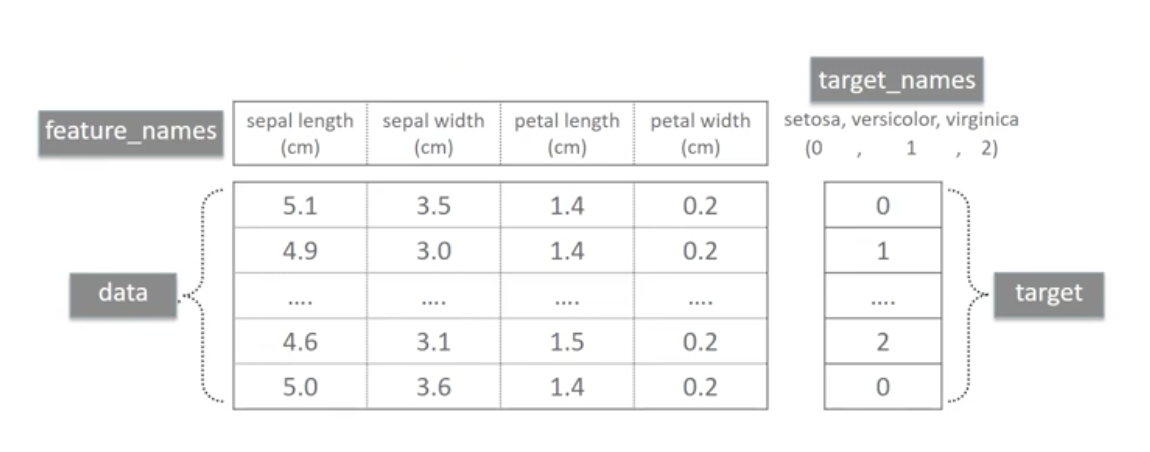 target_names
feature_names
sepal length (cm)
sepal width (cm)
petal length (cm)
petal width (cm)
setosa, versicolor, virginica
(0 , 1 , 2)
5.1 3.5 1.4 0.2 0
4.9 3.0 1.4 0.2 1
data
.... .... .... .... ....
target
4.6 3.1 1.5 0.2 2
5.0 3.6 1.4 0.2 0